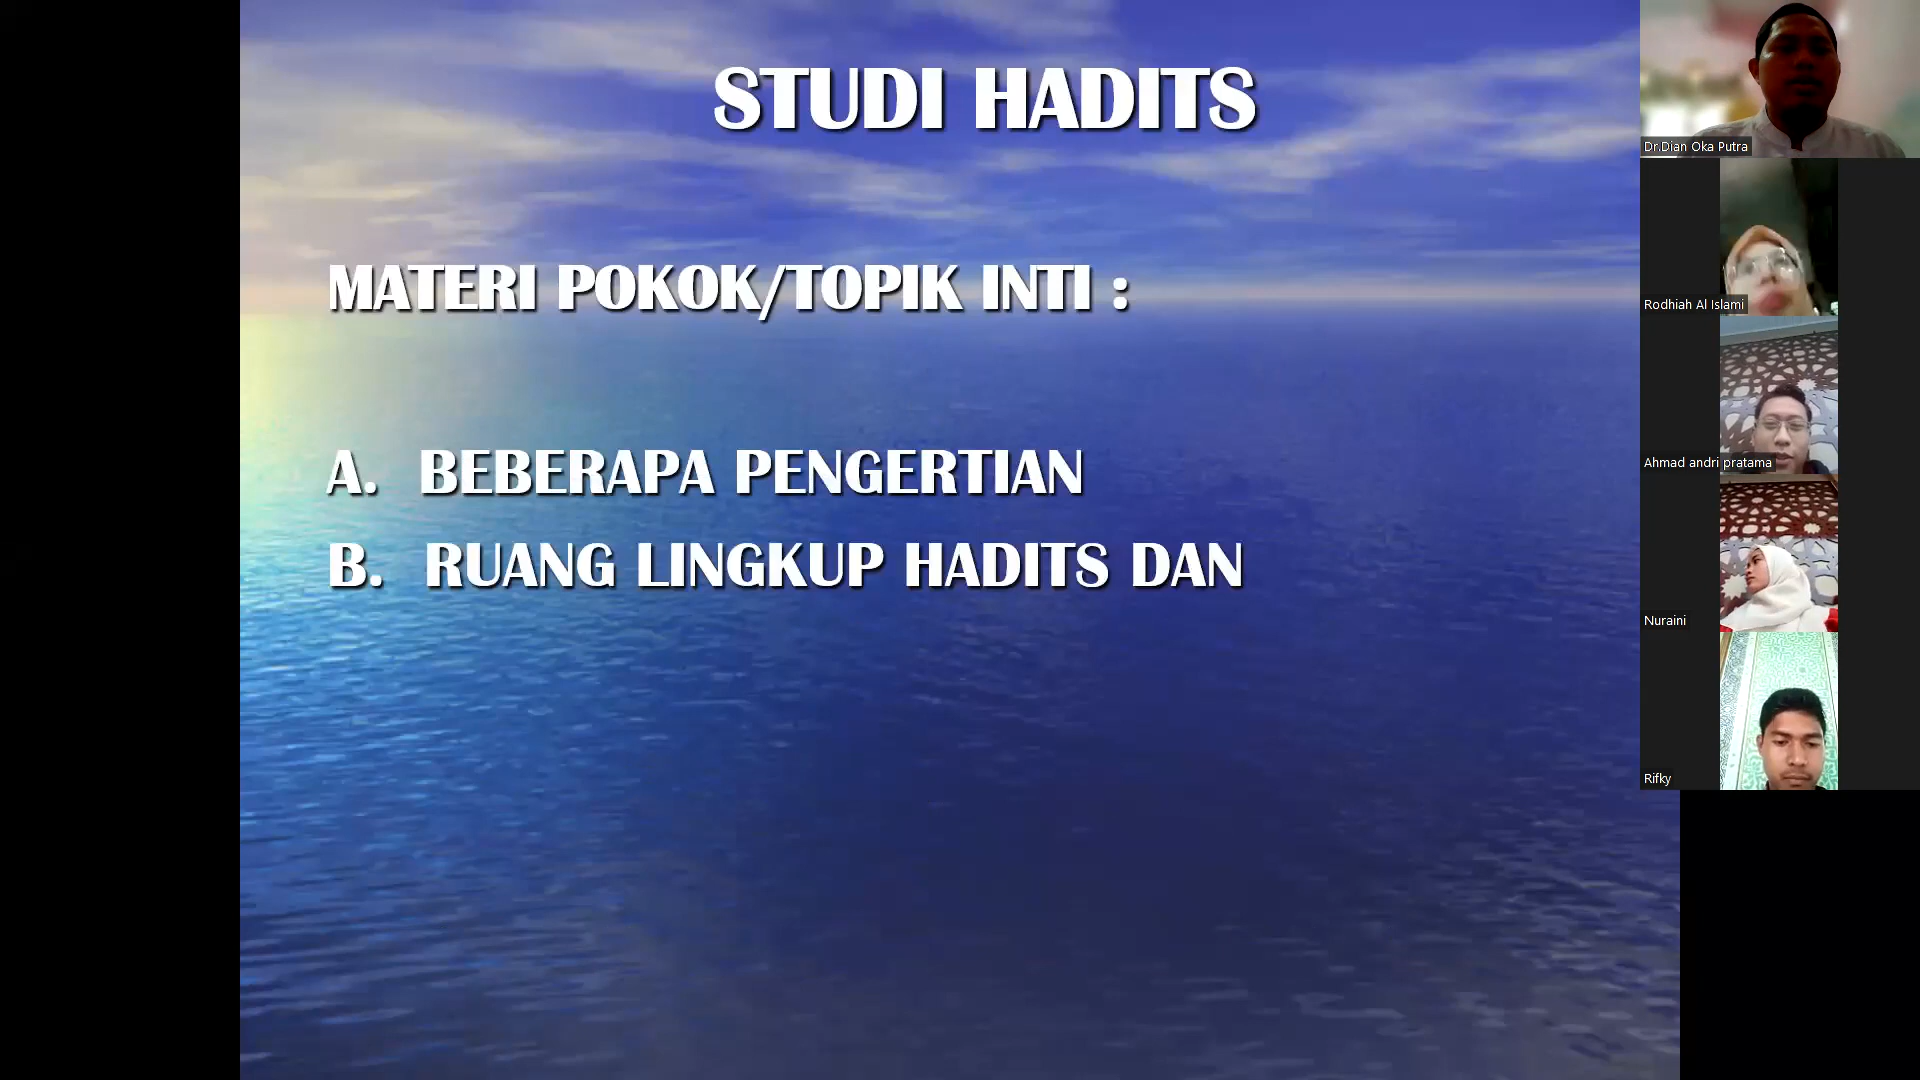 STUDI HADITS
MATERI POKOK/TOPIK INTI :
A. BEBERAPA PENGERTIAN
B. RUANG LINGKUP HADITS DAN
Dr.Dian Oka Putra
Rodhiah Al Islami
Ahmad andri pratama
Nuraini
Rifky